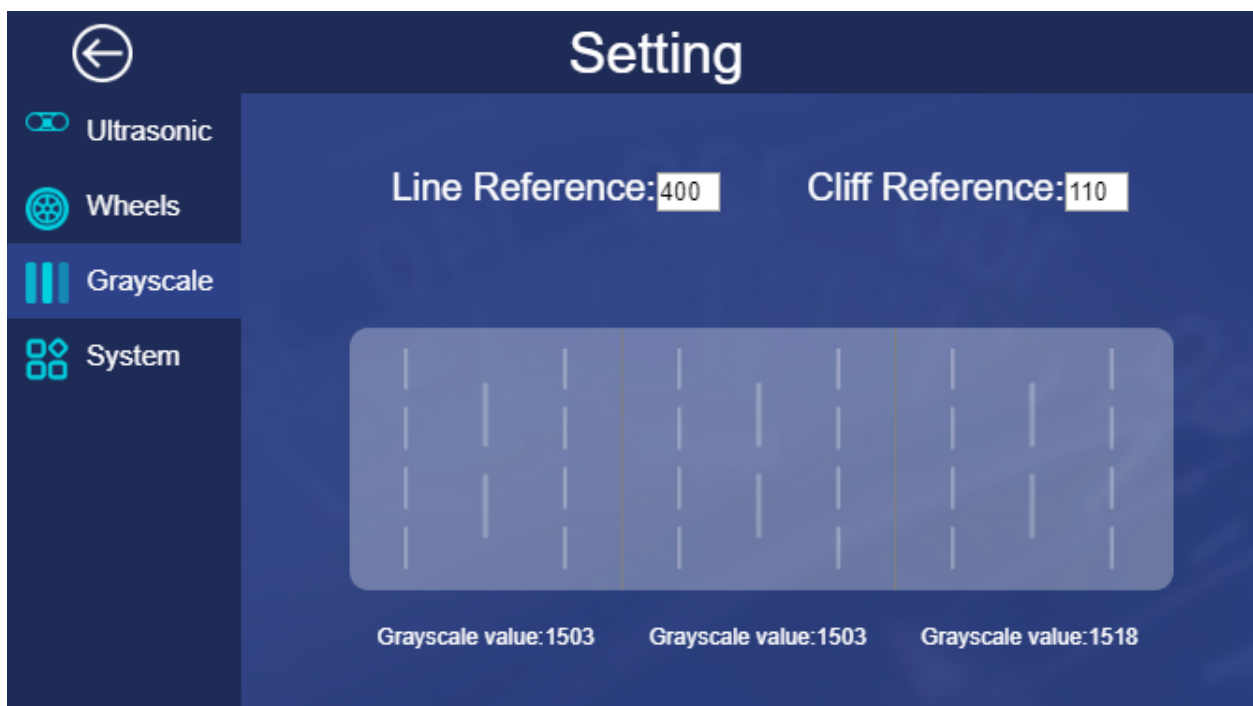 Setting
Ultrasonic
Wheels
Grayscale
System
Line Reference:400 Cliff Reference:110
Grayscale value:1503 Grayscale value:1503 Grayscale value:1518